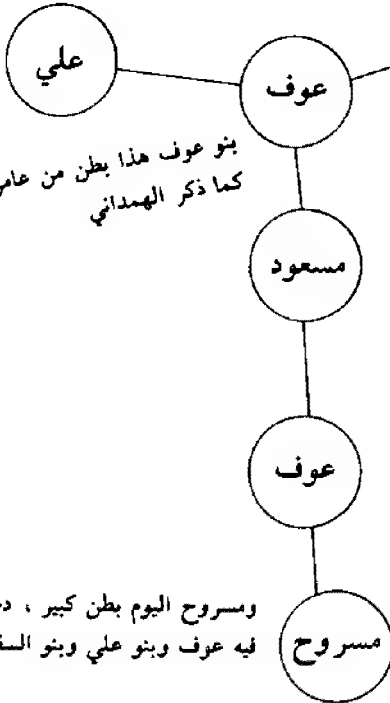 علي
عوف
بنو عوف هذا بطن من
كما ذكر الهمداني
مسعود
عوف
ومسروح اليوم بطن كبير ،
فيه عوف وبنو علي وبنو
مسروح